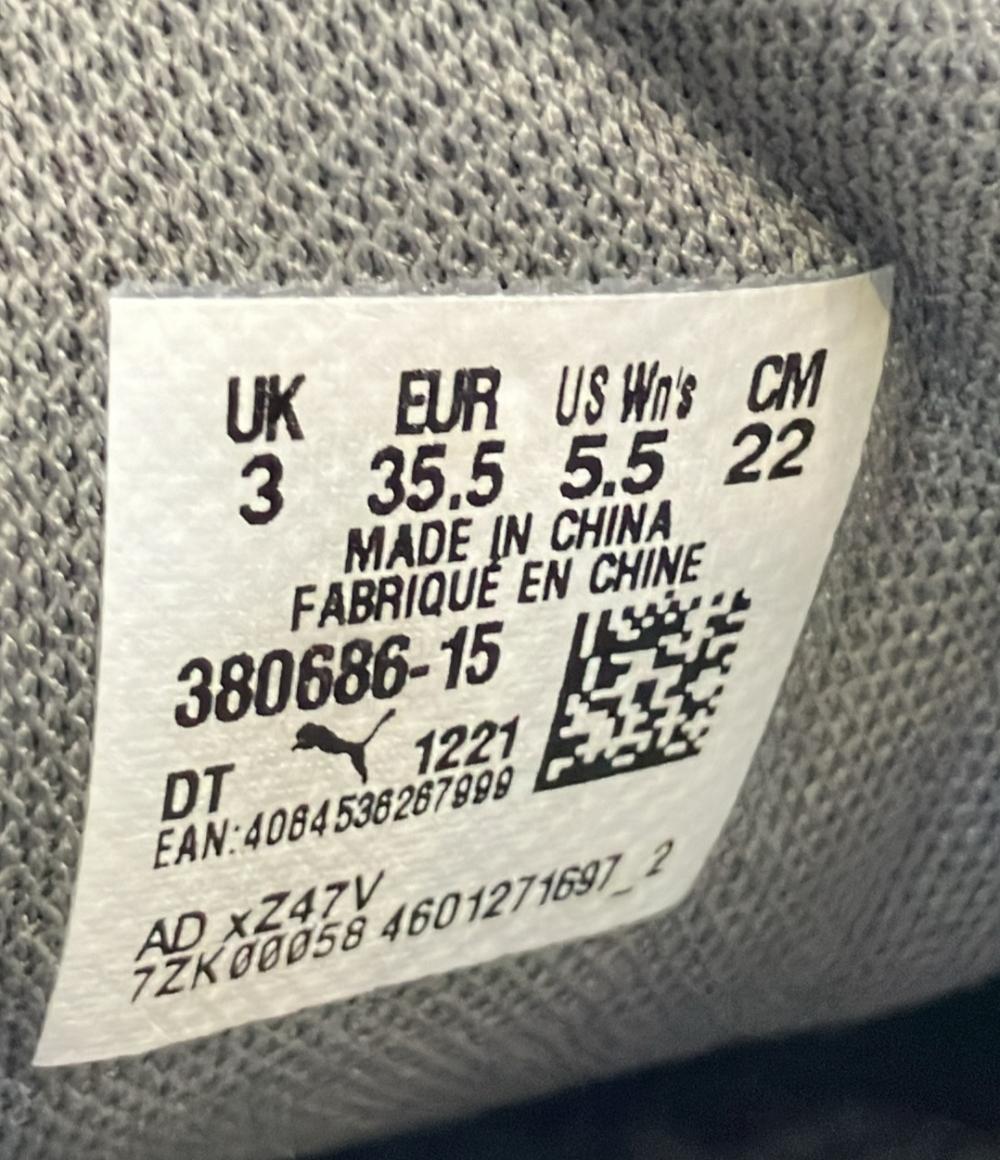 UK EUR US Wn's CM
3 35.5 5.5 22
MADE IN CHINA
FABRIQUÉ EN CHINE
380686-15
DT 1221
EAN:4064536267999
AD xZ47V
7ZK00058 4601271697_2